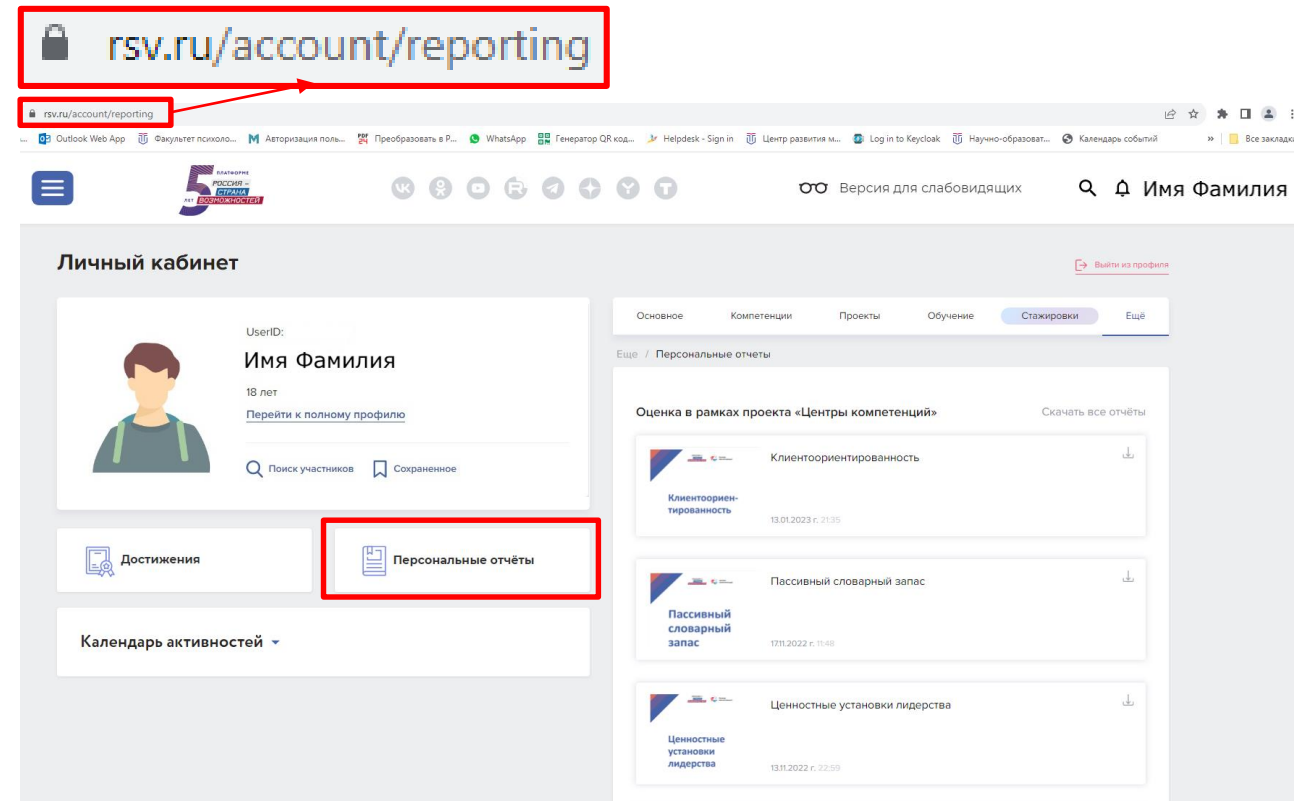 rsv.ru/account/reporting
rsv.ru/account/reporting
Outlook Web App Факультет психоло... Авторизация поль... Преобразовать в P... WhatsApp Генератор QR код... Helpdesk - Sign in Центр развития м... Log in to Keycloak Научно-образоват... Календарь событий » Все закладки
ПЛАТФОРМЕ
РОССИЯ –
СТРАНА
5 ЛЕТ ВОЗМОЖНОСТЕЙ
Версия для слабовидящих
Имя Фамилия
Личный кабинет
Выйти из профиля
UserID:
Имя Фамилия
18 лет
Перейти к полному профилю
Поиск участников Сохраненное
Достижения
Персональные отчёты
Календарь активностей
Основное Компетенции Проекты Обучение Стажировки Ещё
Еще / Персональные отчеты
Оценка в рамках проекта «Центры компетенций» Скачать все отчёты
Клиентоориентированность
Клиентоориен-
тированность
13.01.2023 г. 21:35
Пассивный словарный запас
Пассивный
словарный
запас
17.11.2022 г. 11:48
Ценностные установки лидерства
Ценностные
установки
лидерства
13.11.2022 г. 22:59